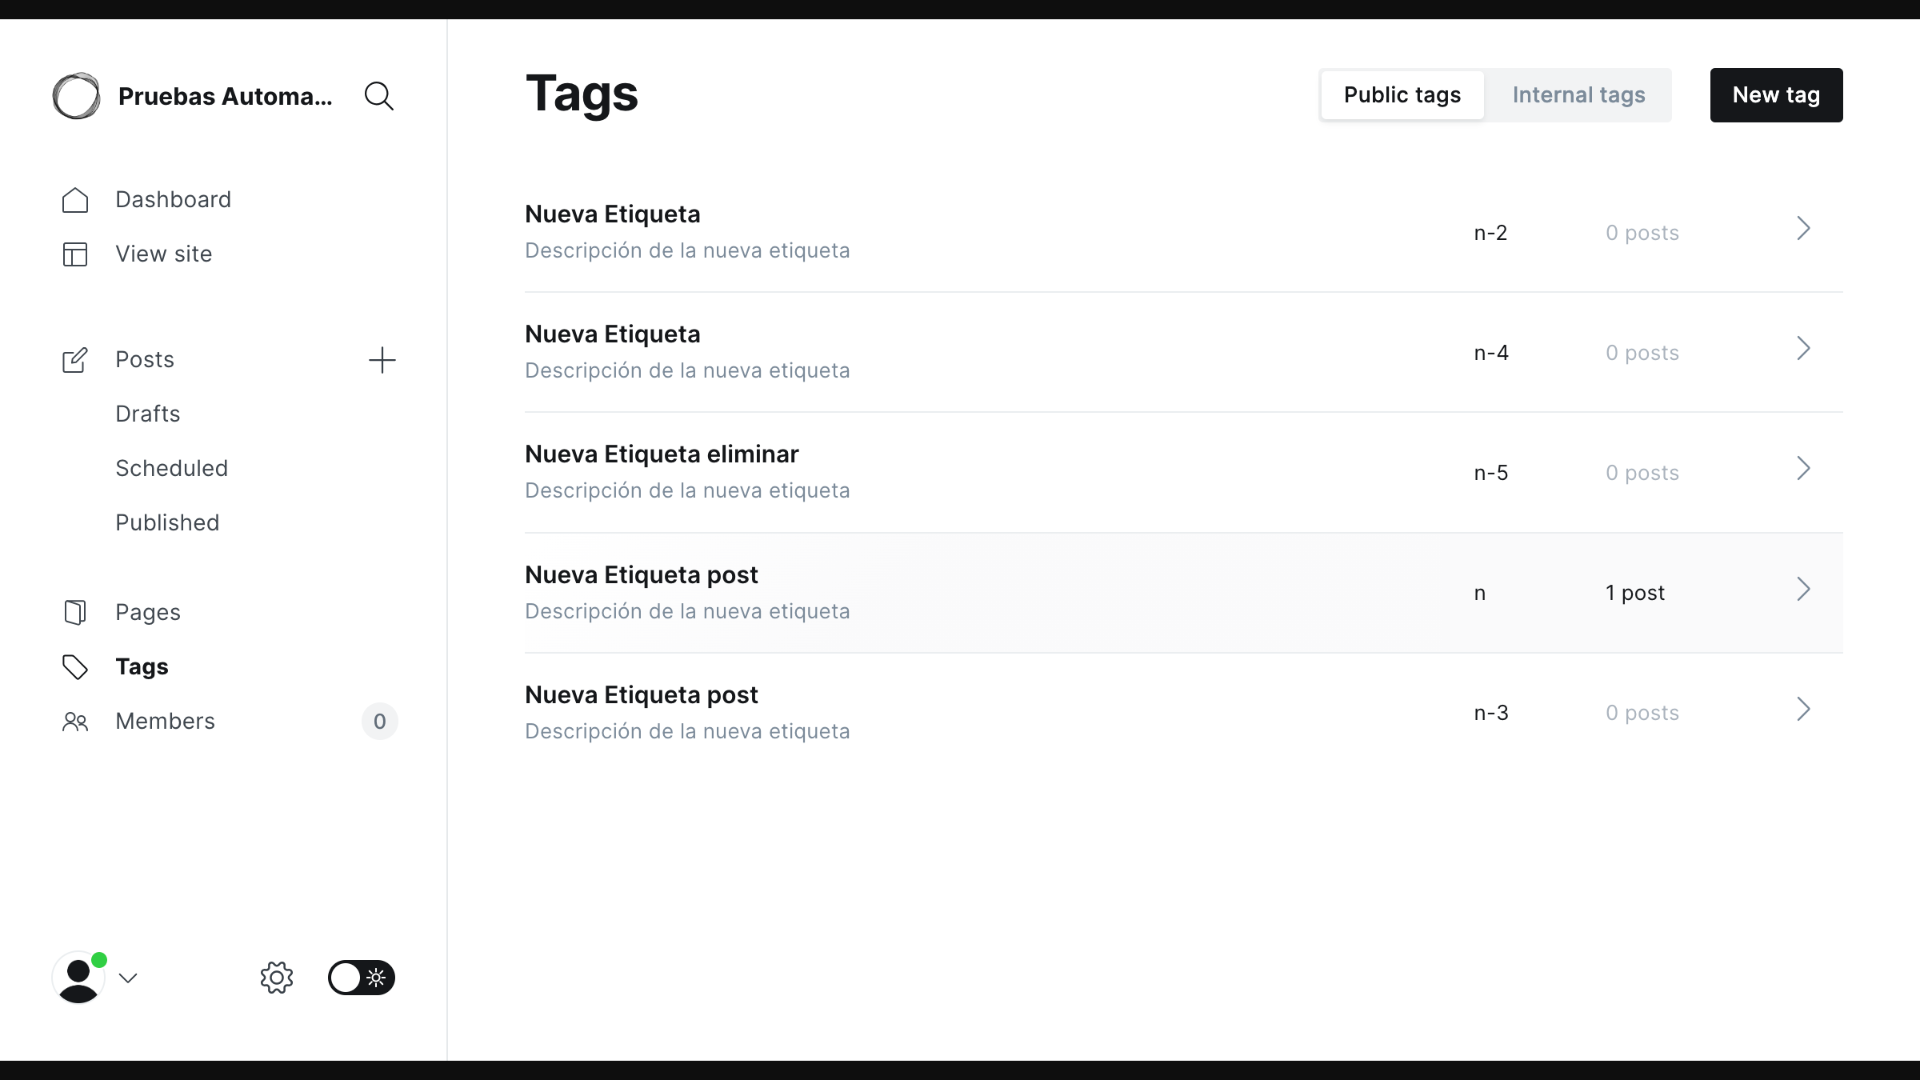 Pruebas Automa...
Dashboard
View site
Posts
Drafts
Scheduled
Published
Pages
Tags
Members
0
Tags
Public tags
Internal tags
New tag
Nueva Etiqueta
Descripción de la nueva etiqueta
n-2
0 posts
Nueva Etiqueta
Descripción de la nueva etiqueta
n-4
0 posts
Nueva Etiqueta eliminar
Descripción de la nueva etiqueta
n-5
0 posts
Nueva Etiqueta post
Descripción de la nueva etiqueta
n
1 post
Nueva Etiqueta post
Descripción de la nueva etiqueta
n-3
0 posts